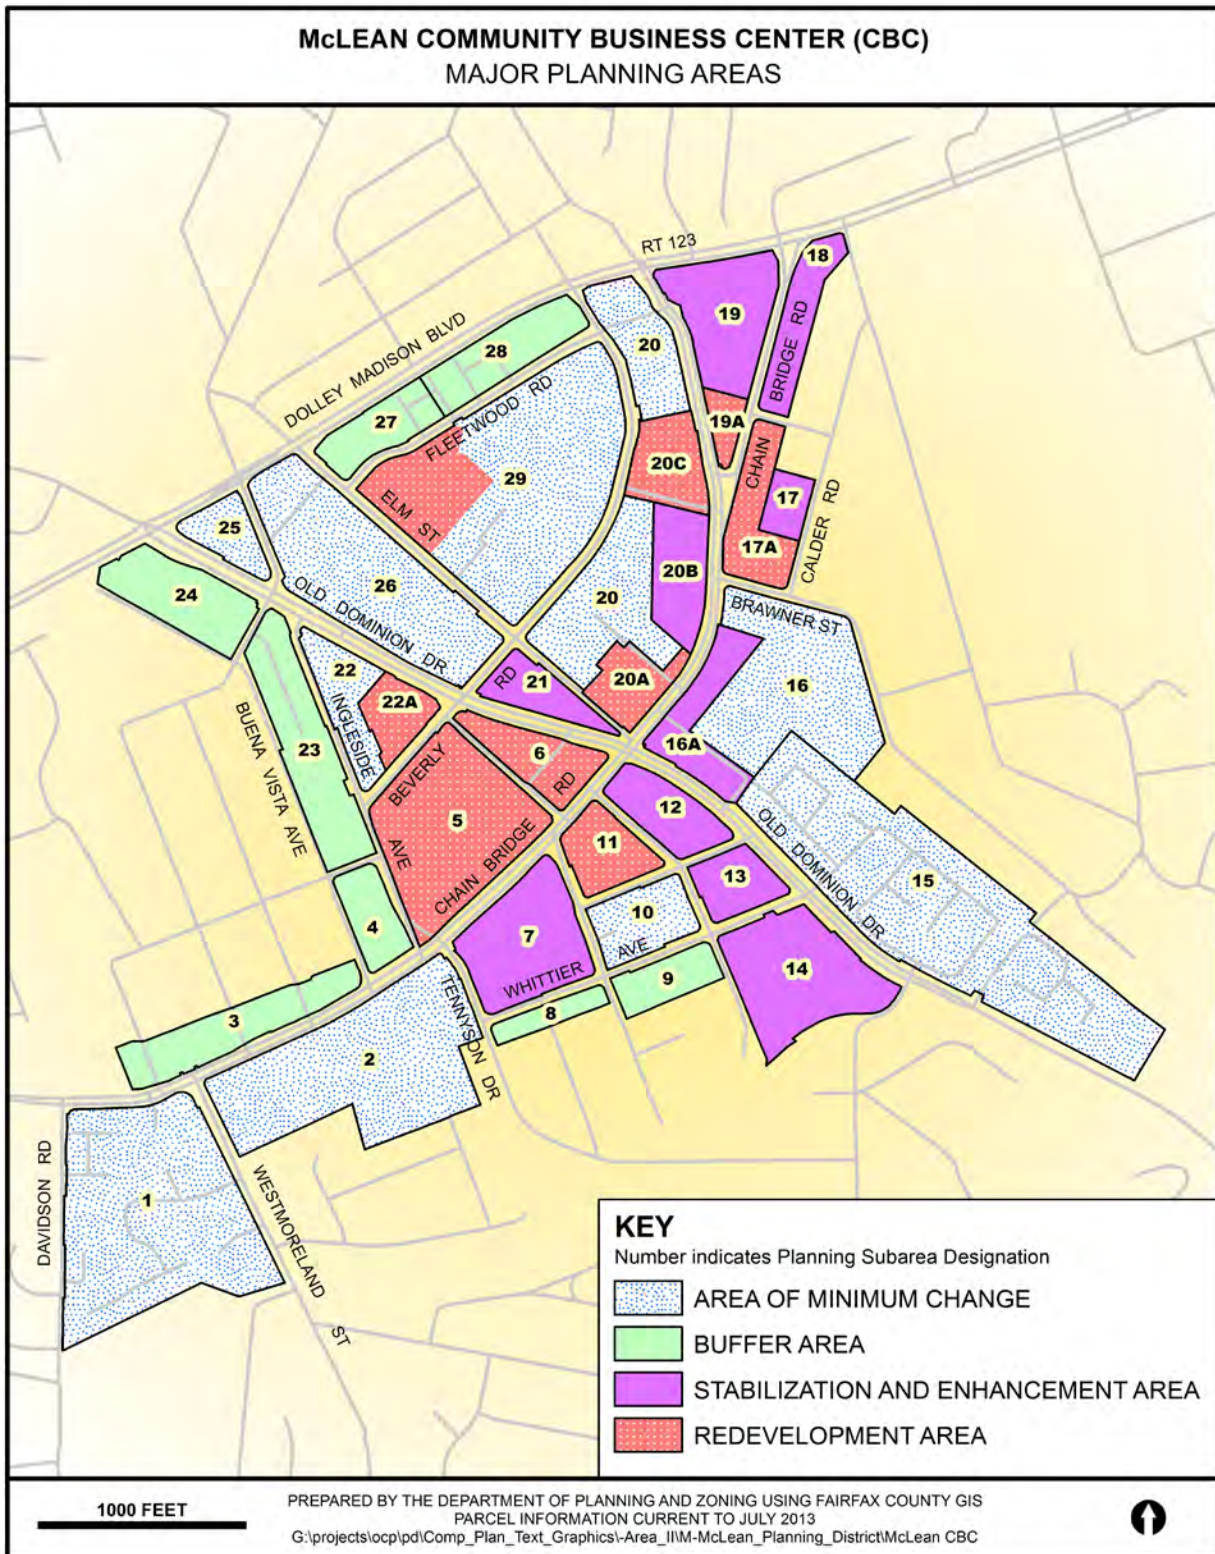 McLEAN COMMUNITY BUSINESS CENTER (CBC)
MAJOR PLANNING AREAS
RT 123
18
19
BRIDGE RD
DOLLEY MADISON BLVD
28
20
27
FLEETWOOD RD
19A
20C
CHAIN
29
17
ELM ST
25
CALDER RD
17A
20B
26
24
OLD DOMINION DR
20
BRAWNER ST
22
INGLESIDE
22A
21
RD
20A
16
BUENA VISTA AVE
23
BEVERLY
6
16A
RD
12
5
AVE
CHAIN BRIDGE
11
OLD DOMINION DR
15
13
4
10
7
AVE
WHITTIER
9
14
8
3
TENNYSON DR
2
DAVIDSON RD
1
WESTMORELAND ST
KEY
Number indicates Planning Subarea Designation
AREA OF MINIMUM CHANGE
BUFFER AREA
STABILIZATION AND ENHANCEMENT AREA
REDEVELOPMENT AREA
1000 FEET
PREPARED BY THE DEPARTMENT OF PLANNING AND ZONING USING FAIRFAX COUNTY GIS
PARCEL INFORMATION CURRENT TO JULY 2013
G:\projects\ocp\pd\Comp_Plan_Text_Graphics\-Area_II\M-McLean_Planning_District\McLean CBC